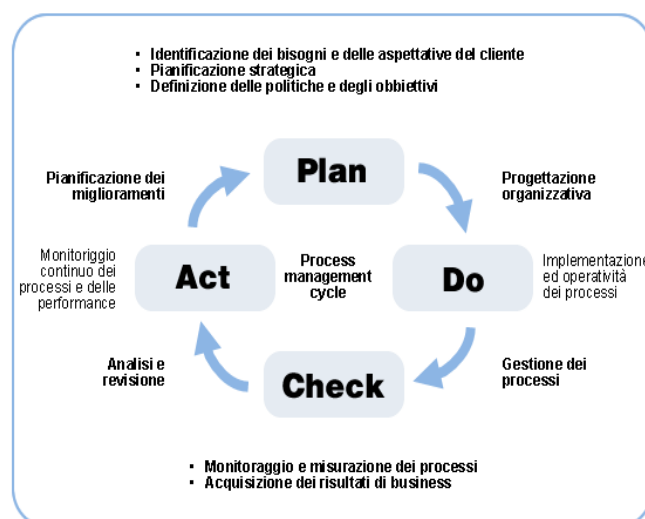 ▪ Identificazione dei bisogni e delle aspettative del cliente
▪ Pianificazione strategica
▪ Definizione delle politiche e degli obbiettivi
Plan
Pianificazione dei
miglioramenti
Progettazione
organizzativa
Monitoriggio
continuo dei
processi e delle
performance
Act
Process
management
cycle
Do
Implementazione
ed operatività
dei processi
Analisi e
revisione
Check
Gestione dei
processi
▪ Monitoraggio e misurazione dei processi
▪ Acquisizione dei risultati di business